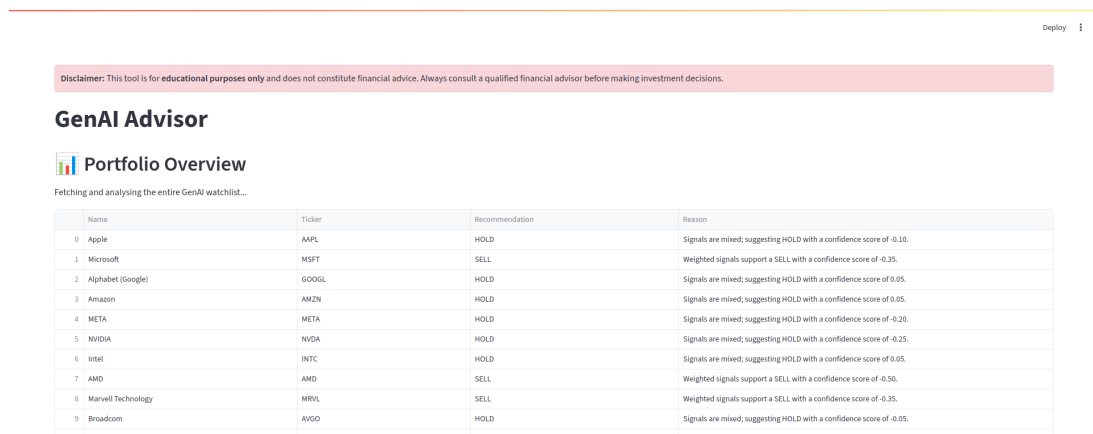 Deploy
Disclaimer: This tool is for educational purposes only and does not constitute financial advice. Always consult a qualified financial advisor before making investment decisions.
GenAI Advisor
📊 Portfolio Overview
Fetching and analysing the entire GenAI watchlist...
Name Ticker Recommendation Reason
0 Apple AAPL HOLD Signals are mixed; suggesting HOLD with a confidence score of -0.10.
1 Microsoft MSFT SELL Weighted signals support a SELL with a confidence score of -0.35.
2 Alphabet (Google) GOOGL HOLD Signals are mixed; suggesting HOLD with a confidence score of 0.05.
3 Amazon AMZN HOLD Signals are mixed; suggesting HOLD with a confidence score of 0.05.
4 META META HOLD Signals are mixed; suggesting HOLD with a confidence score of -0.20.
5 NVIDIA NVDA HOLD Signals are mixed; suggesting HOLD with a confidence score of -0.25.
6 Intel INTC HOLD Signals are mixed; suggesting HOLD with a confidence score of 0.05.
7 AMD AMD SELL Weighted signals support a SELL with a confidence score of -0.50.
8 Marvell Technology MRVL SELL Weighted signals support a SELL with a confidence score of -0.35.
9 Broadcom AVGO HOLD Signals are mixed; suggesting HOLD with a confidence score of -0.05.